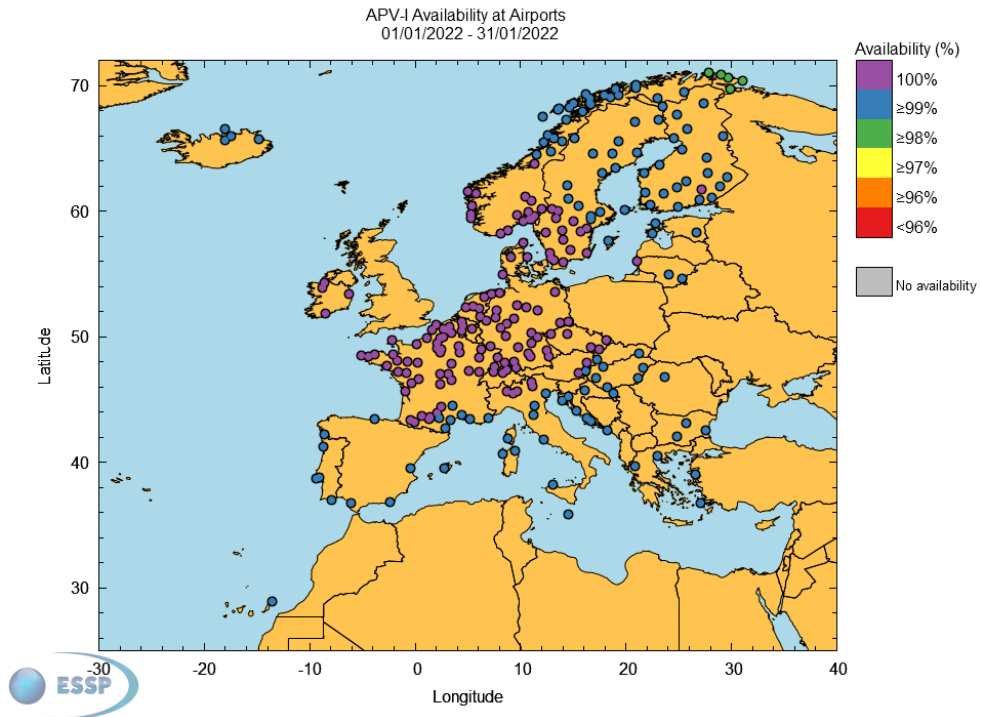 APV-I Availability at Airports
01/01/2022 - 31/01/2022
Availability (%)
100%
≥99%
≥98%
≥97%
≥96%
<96%
No availability
70
60
50
40
30
Latitude
-30 -20 -10 0 10 20 30 40
Longitude
ESSP